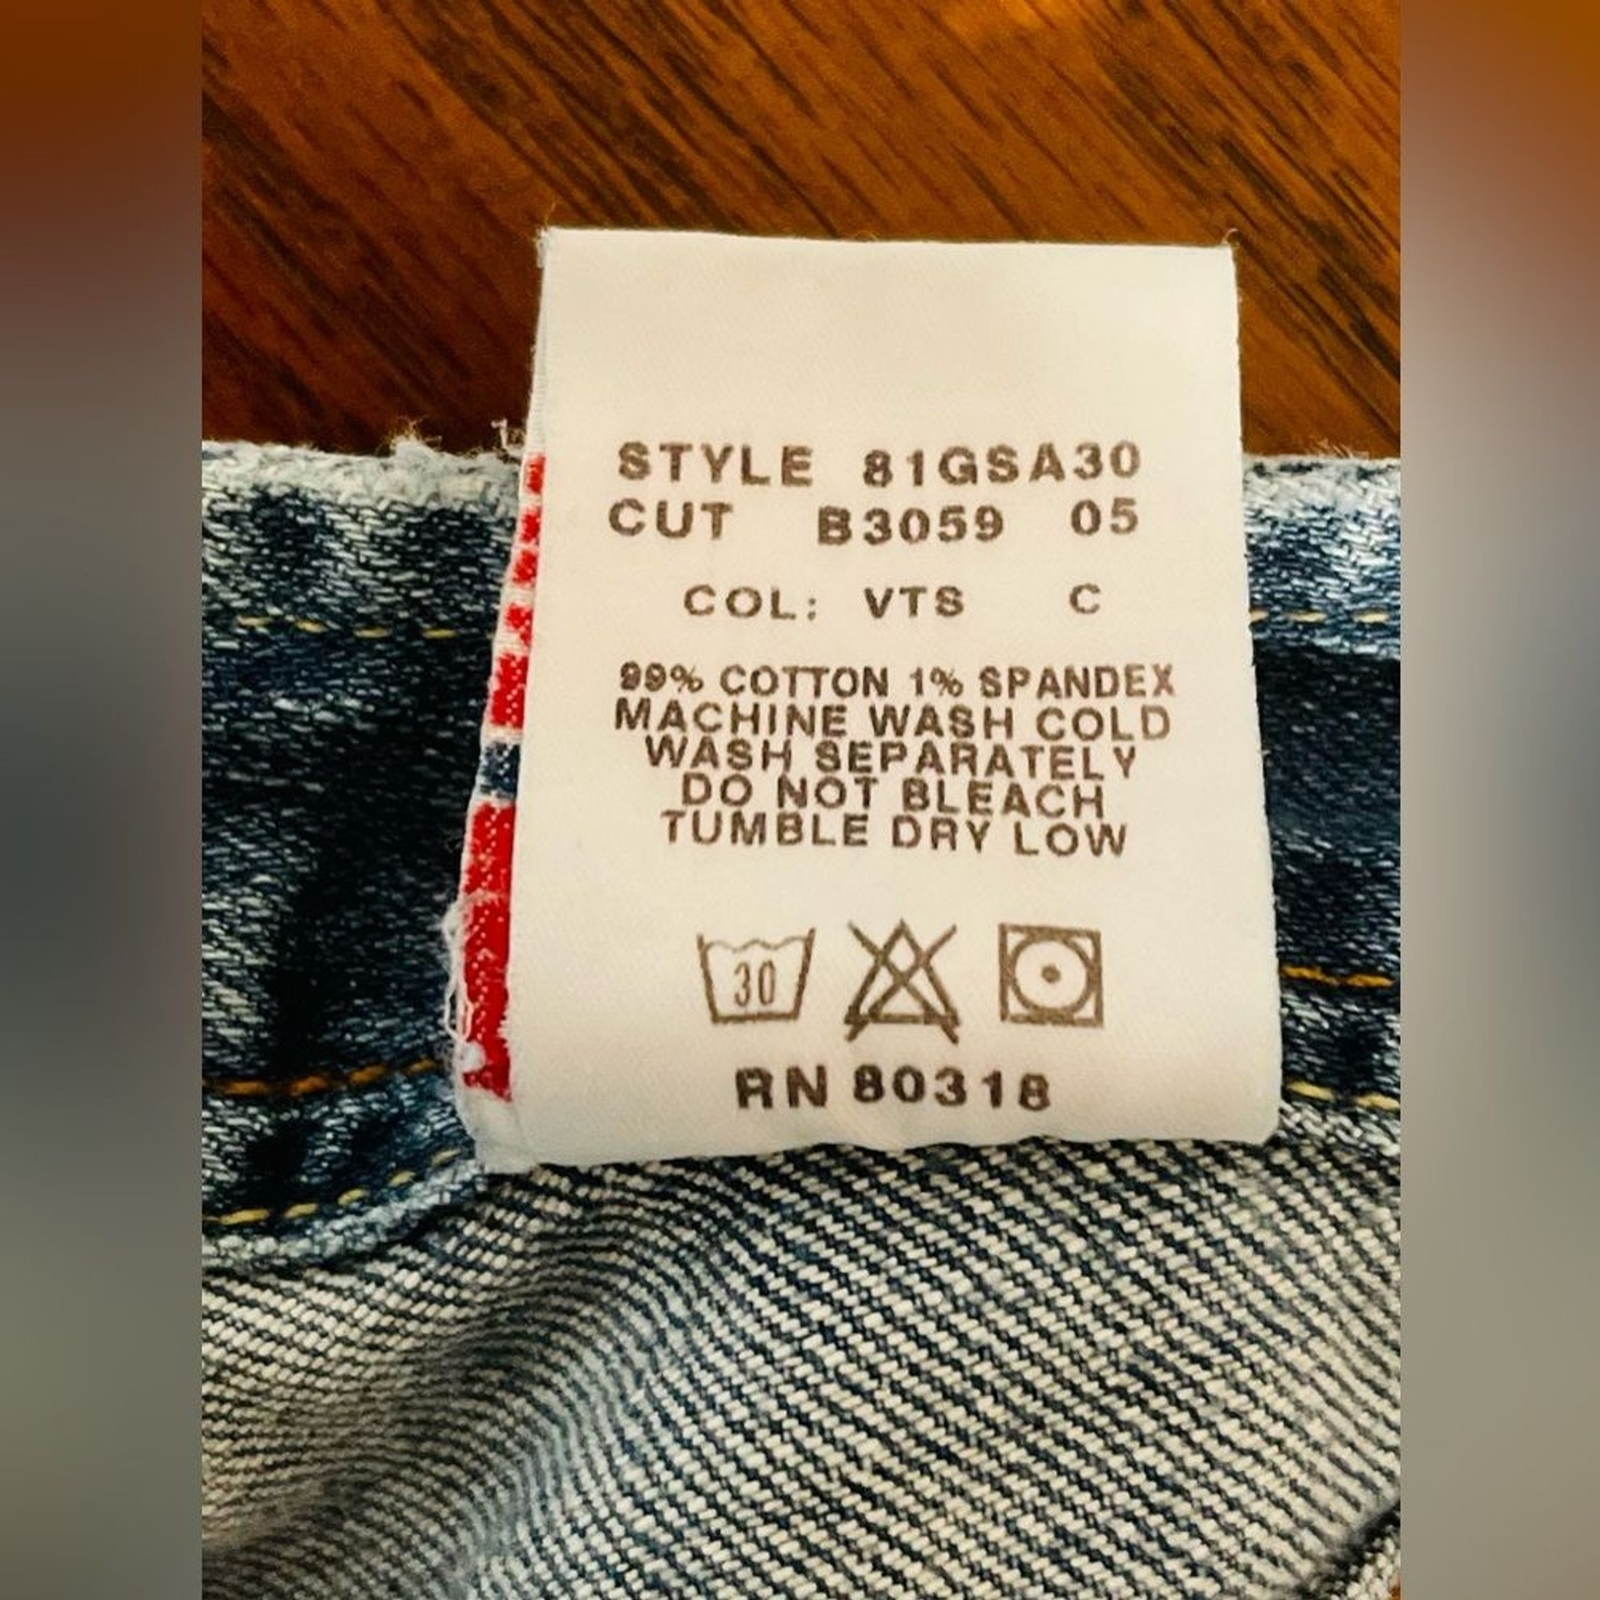 STYLE 81GSA30
CUT B3059 05
COL: VTS C
99% COTTON 1% SPANDEX
MACHINE WASH COLD
WASH SEPARATELY
DO NOT BLEACH
TUMBLE DRY LOW
30
RN 80318